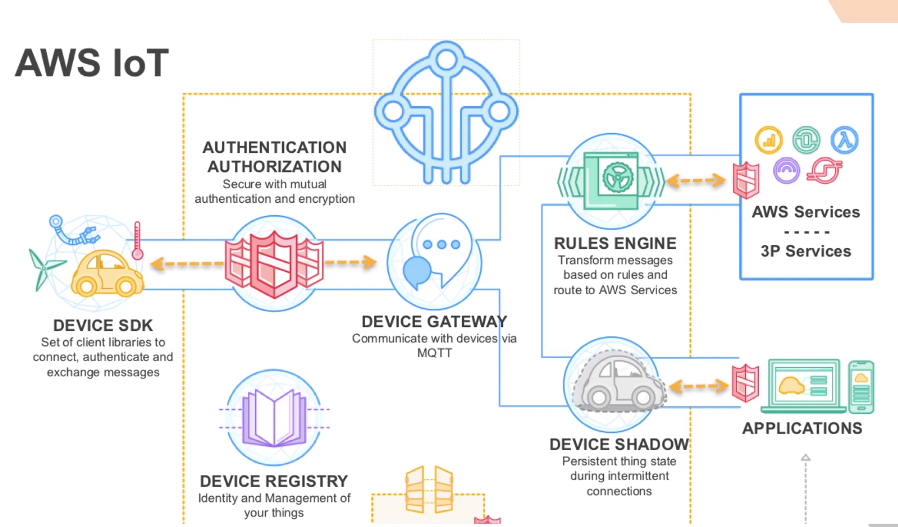 AWS IoT
AUTHENTICATION
AUTHORIZATION
Secure with mutual
authentication and encryption
DEVICE SDK
Set of client libraries to
connect, authenticate and
exchange messages
DEVICE GATEWAY
Communicate with devices via
MQTT
RULES ENGINE
Transform messages
based on rules and
route to AWS Services
AWS Services
- - - - -
3P Services
DEVICE REGISTRY
Identity and Management of
your things
DEVICE SHADOW
Persistent thing state
during intermittent
connections
APPLICATIONS